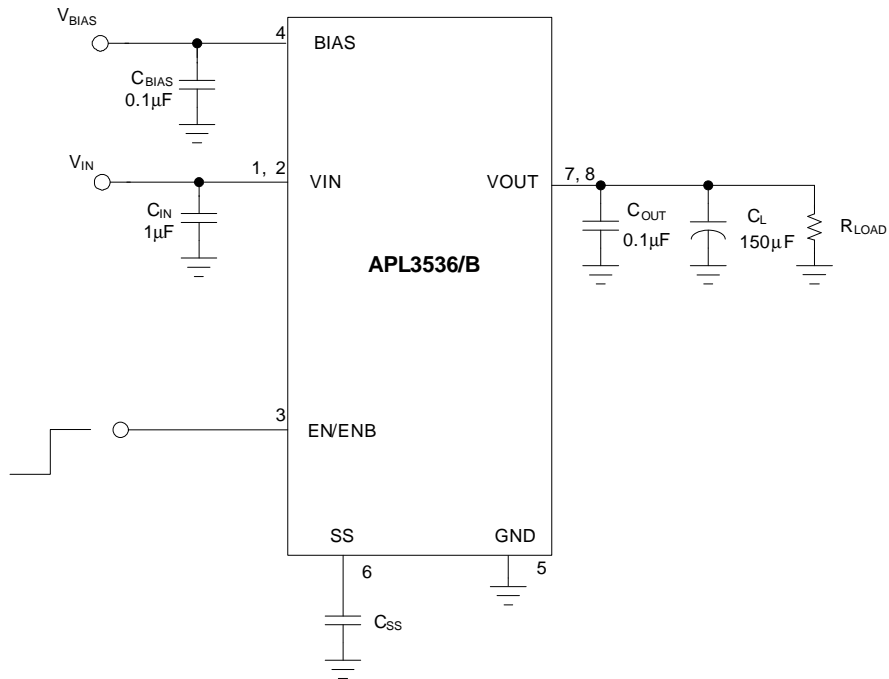 VBIAS
4
BIAS
CBIAS
0.1μF
VIN
1, 2
VIN
VOUT
7, 8
CIN
1μF
COUT
0.1μF
CL
150μF
RLOAD
APL3536/B
3
EN/ENB
SS
GND
6
5
CSS